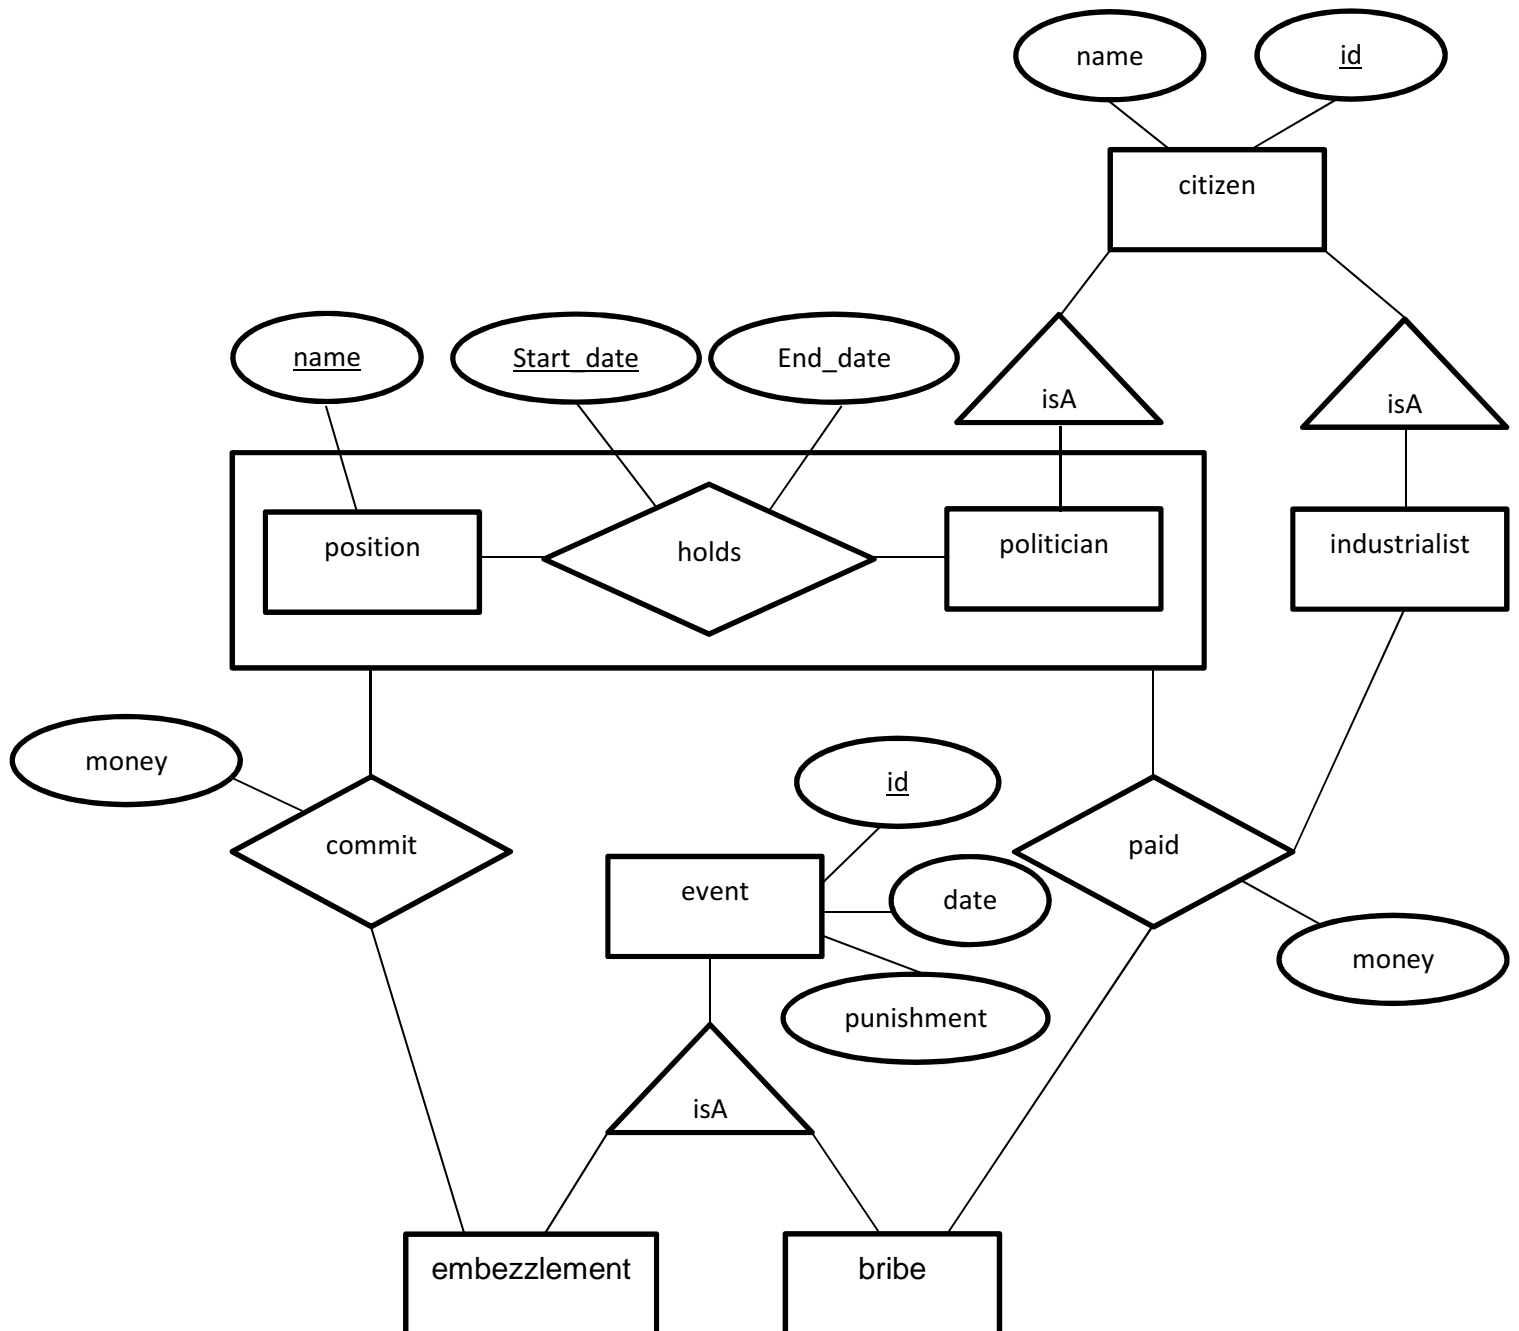 name
id
citizen
name
Start_date
End_date
isA
isA
position
holds
politician
industrialist
money
id
commit
paid
event
date
money
punishment
isA
embezzlement
bribe